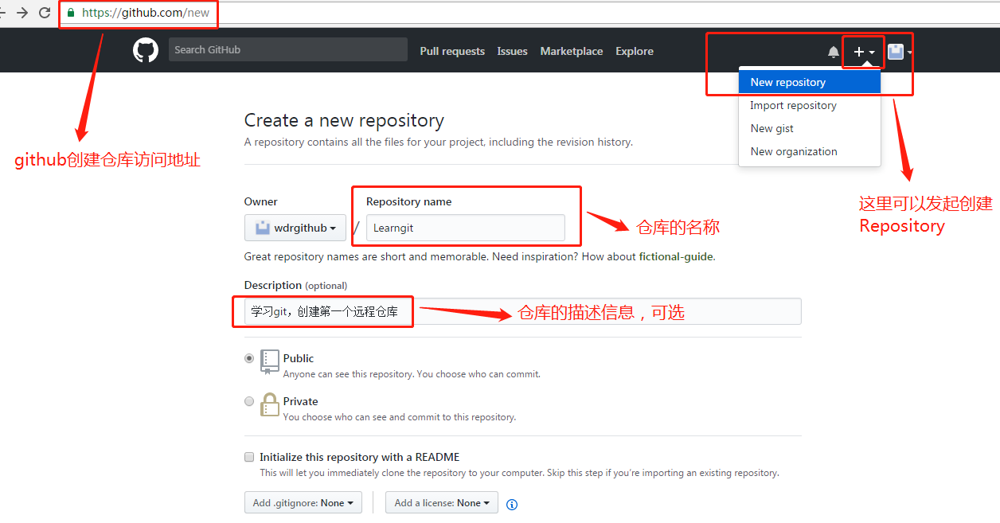 https://github.com/new
Search GitHub
Pull requests
Issues
Marketplace
Explore
New repository
Import repository
New gist
New organization
github创建仓库访问地址
这里可以发起创建
Repository
Create a new repository
A repository contains all the files for your project, including the revision history.
Owner
Repository name
wdrgithub
/
Learngit
仓库的名称
Great repository names are short and memorable. Need inspiration? How about fictional-guide.
Description (optional)
学习git，创建第一个远程仓库
仓库的描述信息，可选
Public
Anyone can see this repository. You choose who can commit.
Private
You choose who can see and commit to this repository.
Initialize this repository with a README
This will let you immediately clone the repository to your computer. Skip this step if you’re importing an existing repository.
Add .gitignore: None
Add a license: None